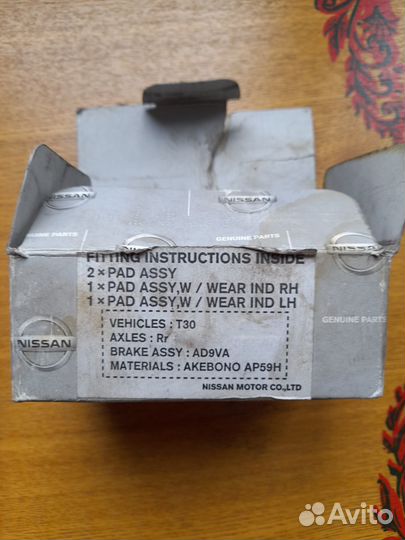 NISSAN
NISSAN
GENUINE PARTS
GENUINE PARTS
FITTING INSTRUCTIONS INSIDE
2 × PAD ASSY
1 × PAD ASSY,W / WEAR IND RH
1 × PAD ASSY,W / WEAR IND LH
GENUINE PARTS
VEHICLES : T30
AXLES : Rr
BRAKE ASSY : AD9VA
MATERIALS : AKEBONO AP59H
NISSAN
NISSAN MOTOR CO.,LTD
Avito